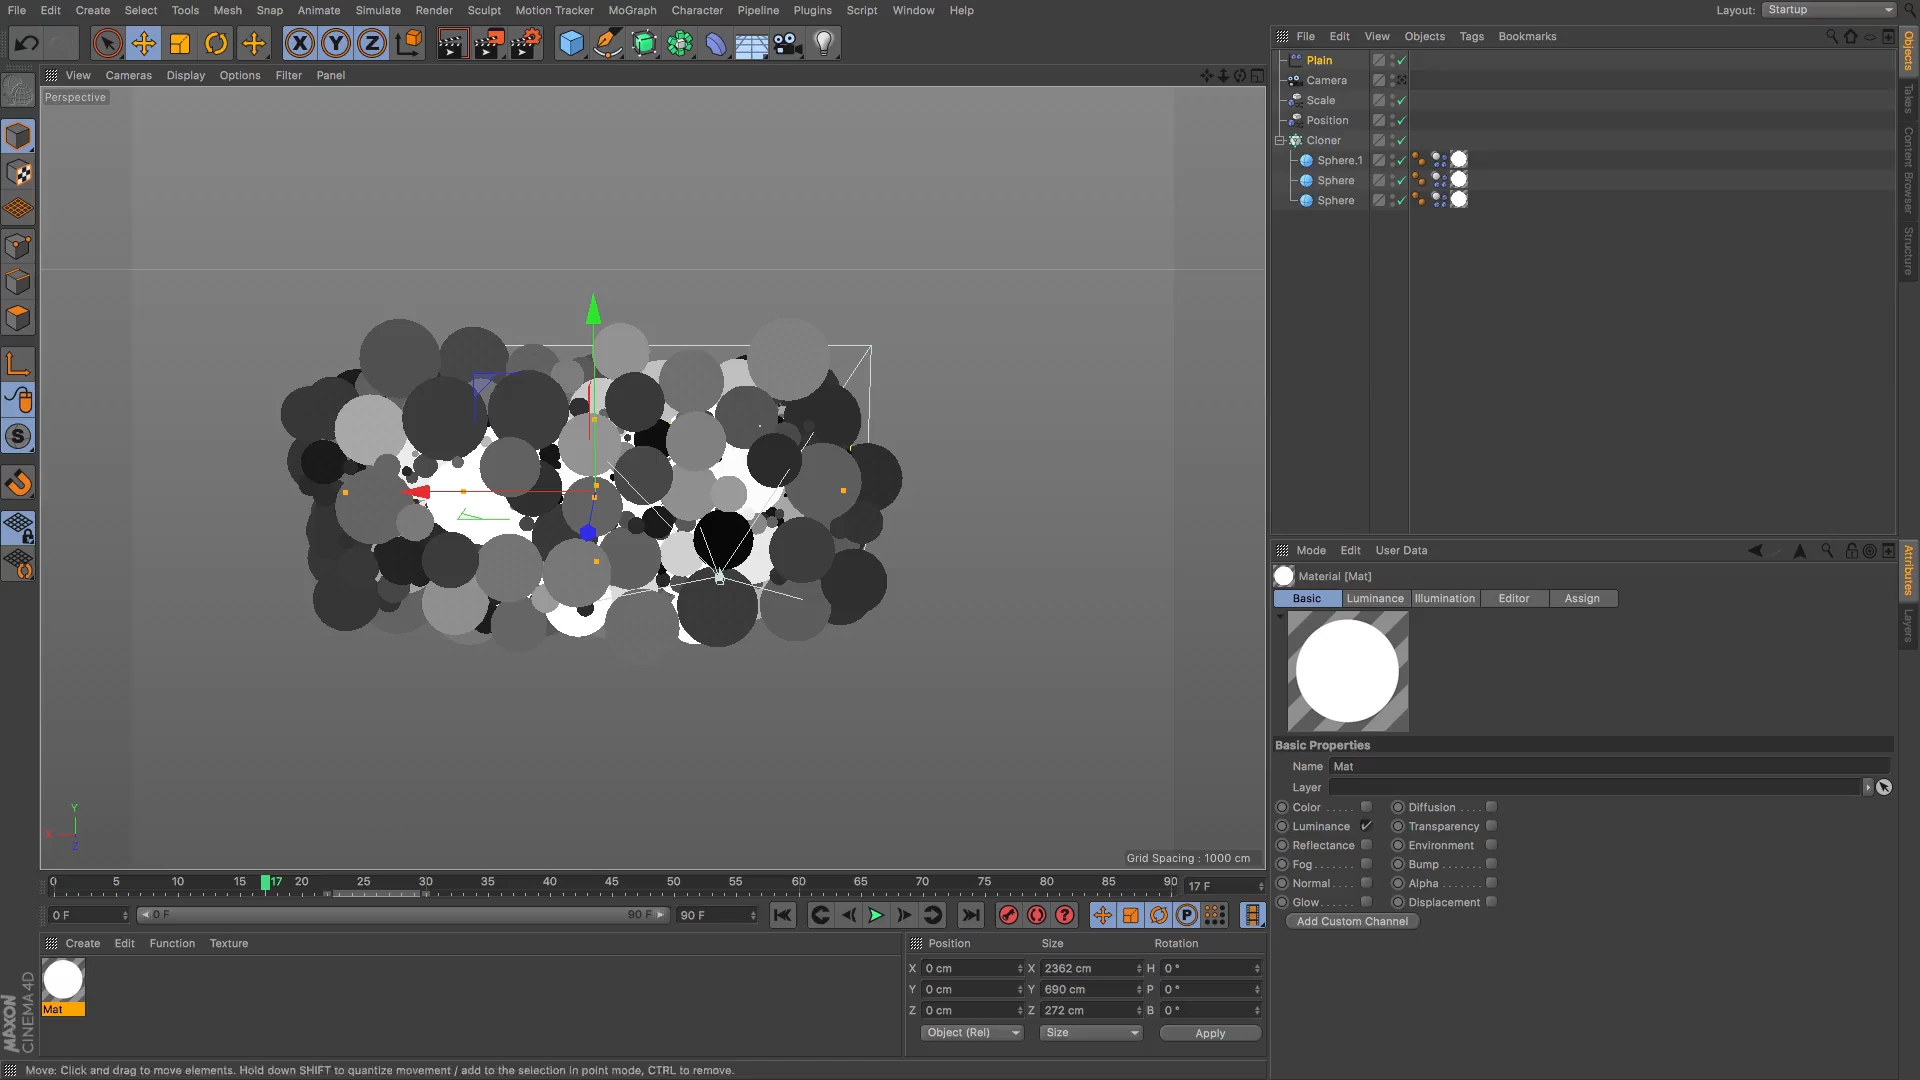 File Edit Create Select Tools Mesh Snap Animate Simulate Render Sculpt Motion Tracker MoGraph Character Pipeline Plugins Script Window Help Layout: Startup
X Y Z
View Cameras Display Options Filter Panel
Perspective
File Edit View Objects Tags Bookmarks
Plain
Camera
Scale
Position
Cloner
Sphere.1
Sphere
Sphere
Objects
Takes
Content Browser
Structure
Mode Edit User Data
Material [Mat]
Basic Luminance Illumination Editor Assign
Attributes
Layers
Basic Properties
Name Mat
Layer
Color Diffusion
Luminance Transparency
Reflectance Environment
Fog Bump
Normal Alpha
Glow Displacement
Add Custom Channel
S
Y
X
Z
Grid Spacing : 1000 cm
0 5 10 15 17 20 25 30 35 40 45 50 55 60 65 70 75 80 85 90 17 F
0 F 0 F 90 F 90 F
? P
Create Edit Function Texture
Mat
Position Size Rotation
X 0 cm X 2362 cm H 0 °
Y 0 cm Y 690 cm P 0 °
Z 0 cm Z 272 cm B 0 °
Object (Rel) Size Apply
MAXON
CINEMA 4D
Move: Click and drag to move elements. Hold down SHIFT to quantize movement / add to the selection in point mode, CTRL to remove.